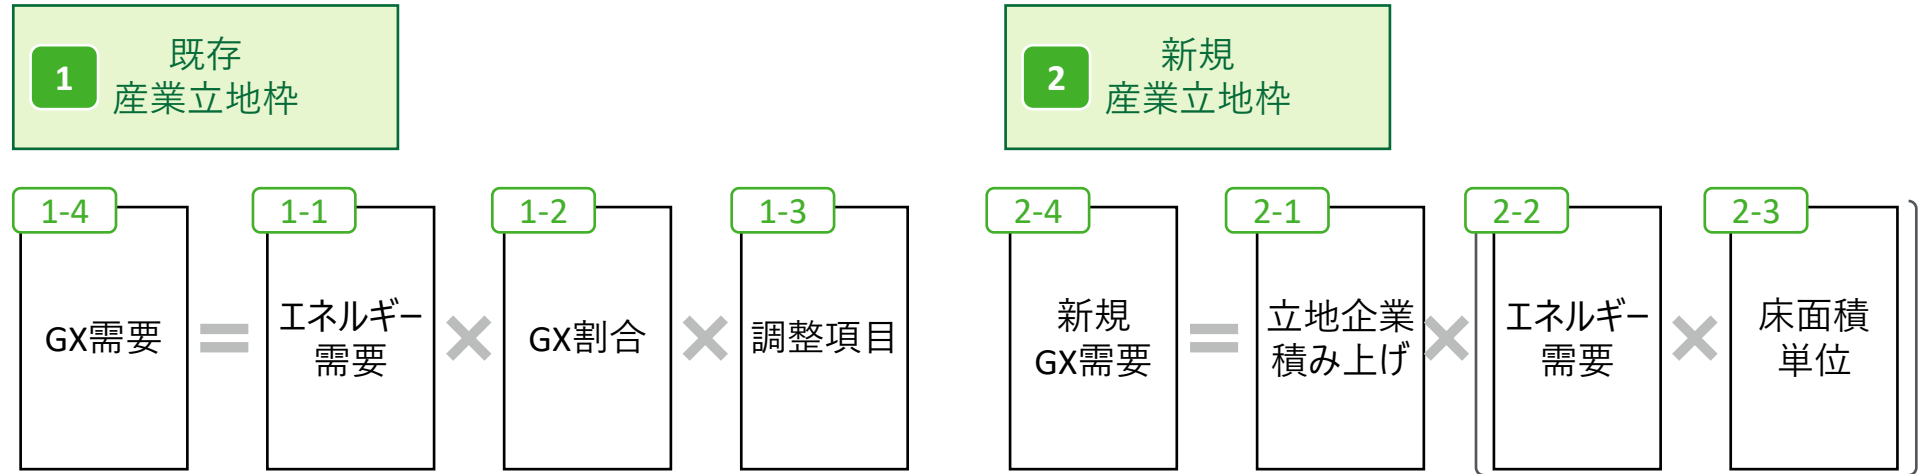 1
既存
産業立地枠
2
新規
産業立地枠
1-4
GX需要
=
1-1
エネルギー
需要
×
1-2
GX割合
×
1-3
調整項目
2-4
新規
GX需要
=
2-1
立地企業
積み上げ
×
2-2
エネルギー
需要
×
2-3
床面積
単位